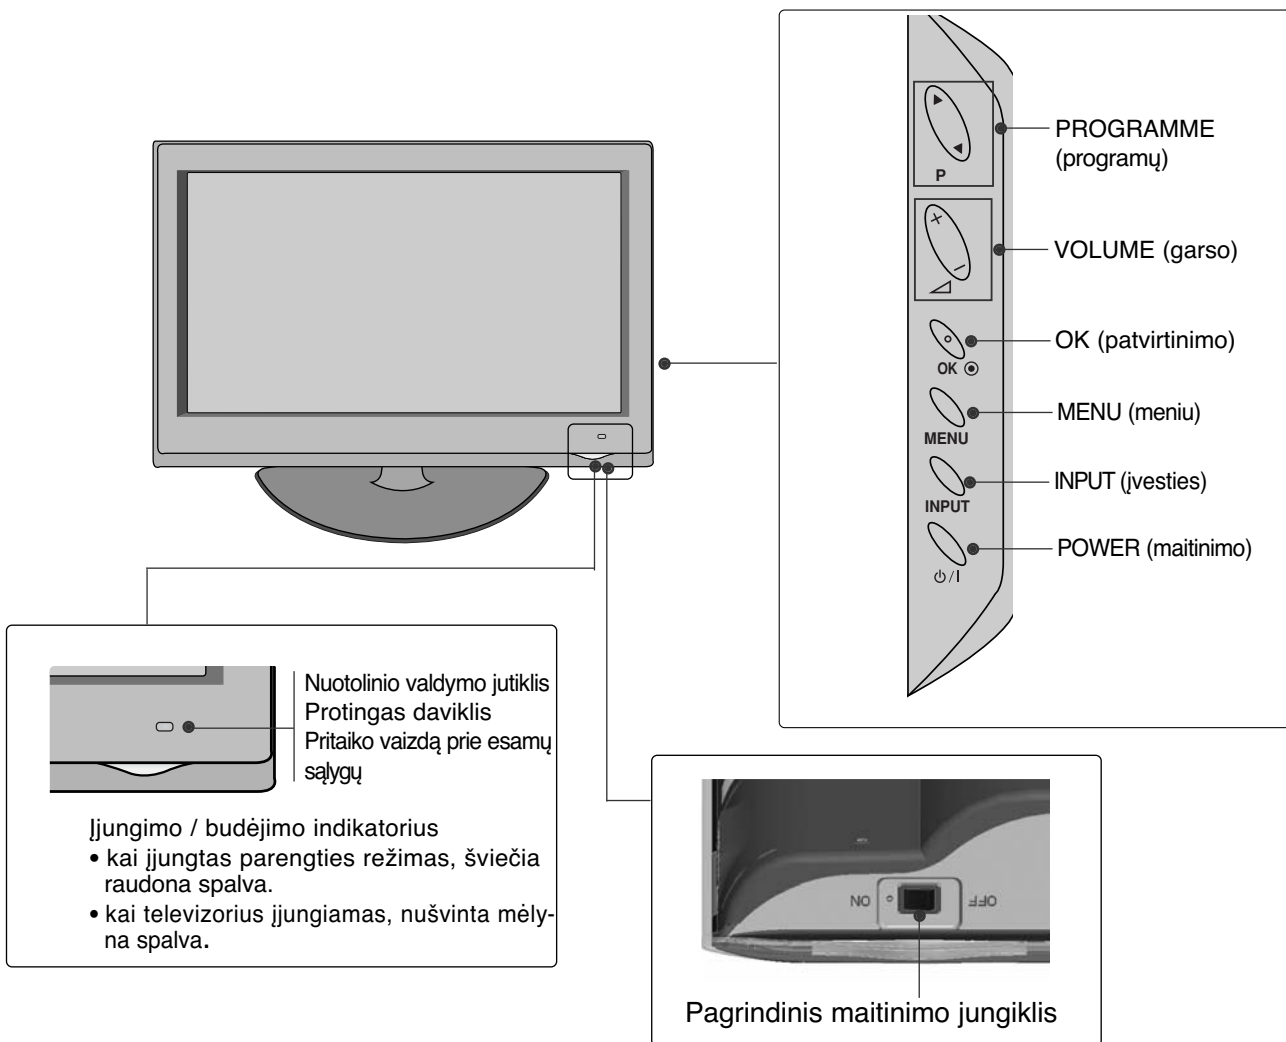 P
OK
MENU
INPUT
/I
PROGRAMME
(programų)
VOLUME (garso)
OK (patvirtinimo)
MENU (meniu)
INPUT (įvesties)
POWER (maitinimo)
Nuotolinio valdymo jutiklis
Protingas daviklis
Pritaiko vaizdą prie esamų
sąlygų
Įjungimo / budėjimo indikatorius
• kai įjungtas parengties režimas, šviečia
raudona spalva.
• kai televizorius įjungiamas, nušvinta mėly-
na spalva.
ON
OFF
Pagrindinis maitinimo jungiklis